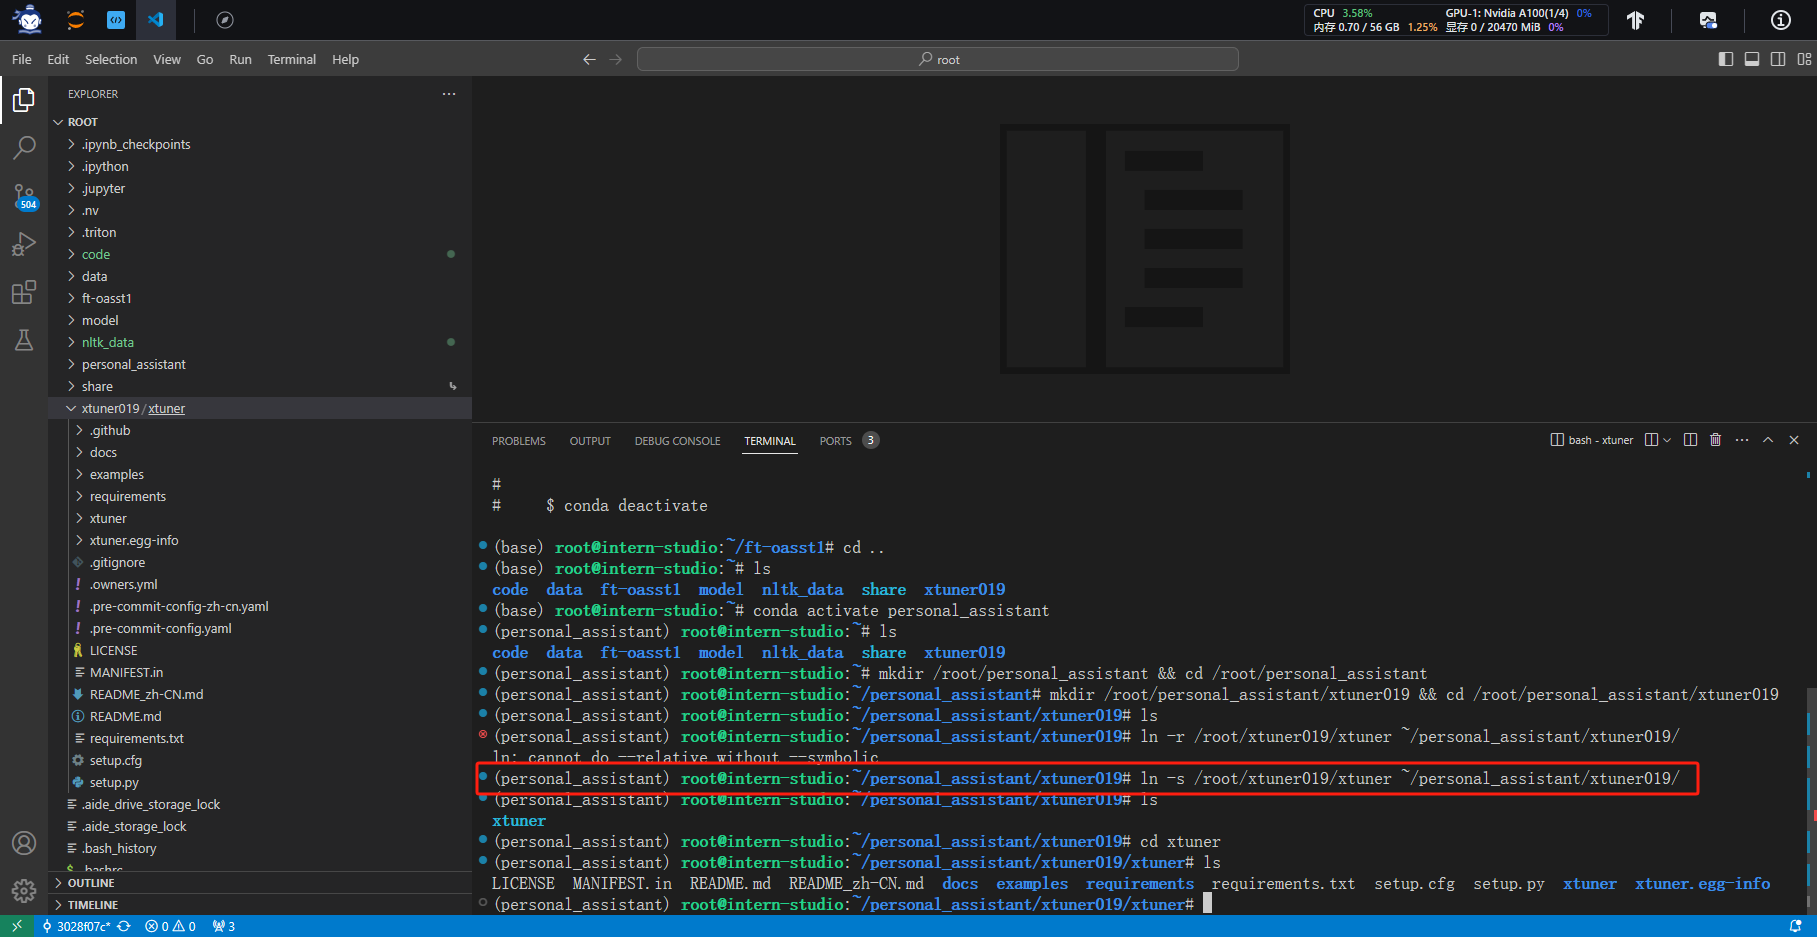 CPU 3.58% GPU-1: Nvidia A100(1/4) 0%
内存 0.70 / 56 GB 1.25% 显存 0 / 20470 MiB 0%
File Edit Selection View Go Run Terminal Help
root
EXPLORER
ROOT
.ipynb_checkpoints
.ipython
.jupyter
.nv
.triton
code
data
ft-oasst1
model
nltk_data
personal_assistant
share
xtuner019 / xtuner
.github
docs
examples
requirements
xtuner
xtuner.egg-info
.gitignore
.owners.yml
.pre-commit-config-zh-cn.yaml
.pre-commit-config.yaml
LICENSE
MANIFEST.in
README_zh-CN.md
README.md
requirements.txt
setup.cfg
setup.py
.aide_drive_storage_lock
.aide_storage_lock
.bash_history
.bashrc
OUTLINE
TIMELINE
504
PROBLEMS OUTPUT DEBUG CONSOLE TERMINAL PORTS 3
bash - xtuner
#
#     $ conda deactivate
(base) root@intern-studio:~/ft-oasst1# cd ..
(base) root@intern-studio:~# ls
code data ft-oasst1 model nltk_data share xtuner019
(base) root@intern-studio:~# conda activate personal_assistant
(personal_assistant) root@intern-studio:~# ls
code data ft-oasst1 model nltk_data share xtuner019
(personal_assistant) root@intern-studio:~# mkdir /root/personal_assistant && cd /root/personal_assistant
(personal_assistant) root@intern-studio:~/personal_assistant# mkdir /root/personal_assistant/xtuner019 && cd /root/personal_assistant/xtuner019
(personal_assistant) root@intern-studio:~/personal_assistant/xtuner019# ls
(personal_assistant) root@intern-studio:~/personal_assistant/xtuner019# ln -r /root/xtuner019/xtuner ~/personal_assistant/xtuner019/
ln: cannot do --relative without --symbolic
(personal_assistant) root@intern-studio:~/personal_assistant/xtuner019# ln -s /root/xtuner019/xtuner ~/personal_assistant/xtuner019/
(personal_assistant) root@intern-studio:~/personal_assistant/xtuner019# ls
xtuner
(personal_assistant) root@intern-studio:~/personal_assistant/xtuner019# cd xtuner
(personal_assistant) root@intern-studio:~/personal_assistant/xtuner019/xtuner# ls
LICENSE MANIFEST.in README.md README_zh-CN.md docs examples requirements requirements.txt setup.cfg setup.py xtuner xtuner.egg-info
(personal_assistant) root@intern-studio:~/personal_assistant/xtuner019/xtuner#
3028f07c* 0 0 3